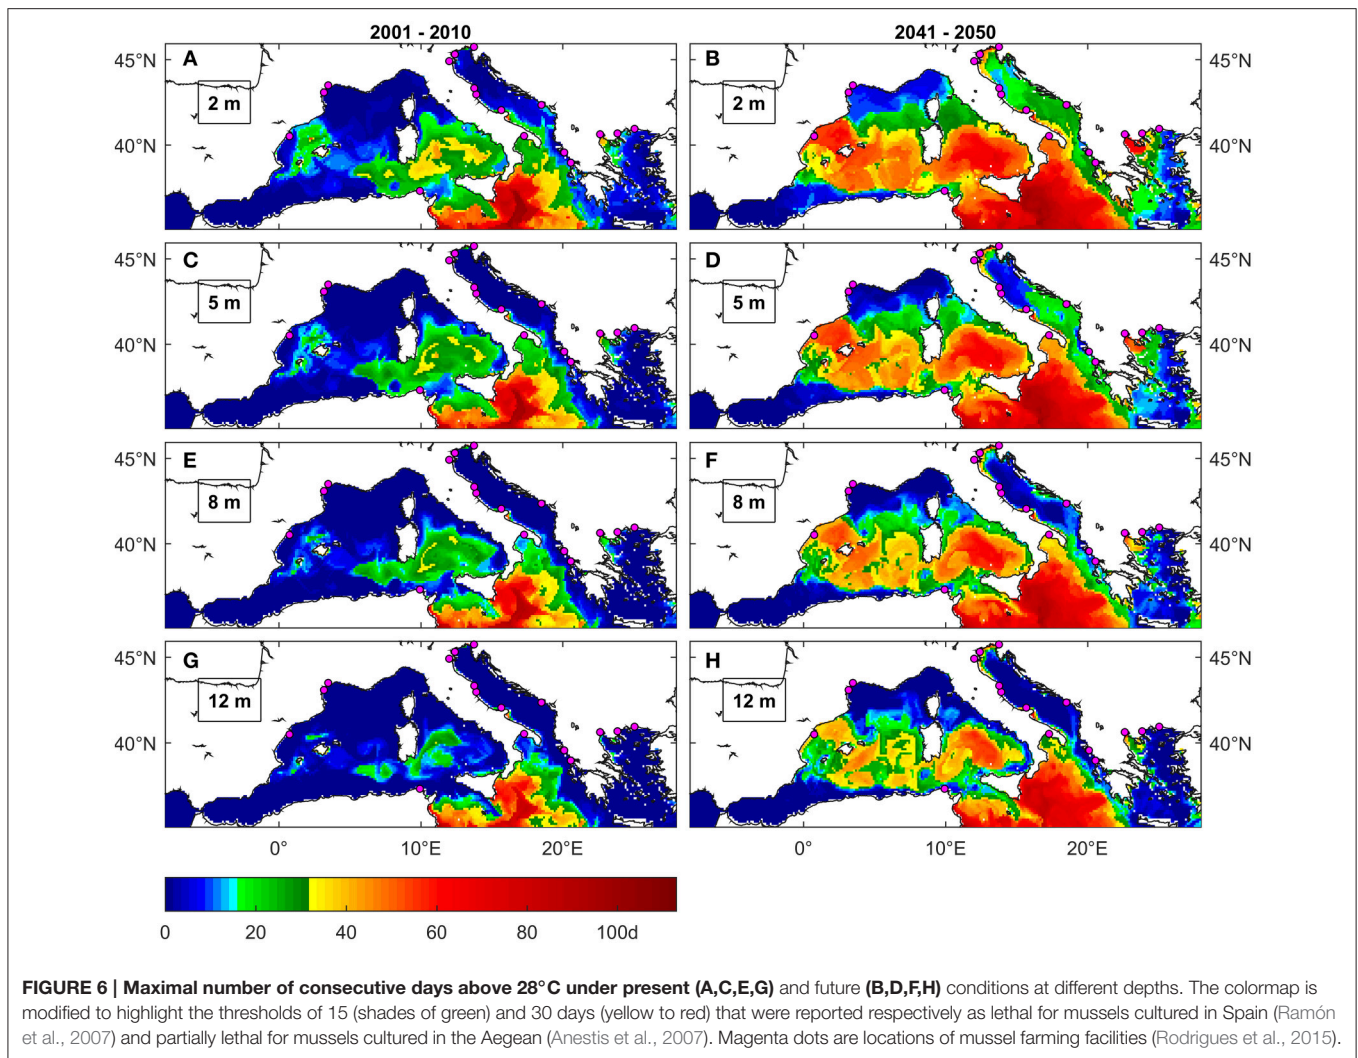 2001 - 2010
2041 - 2050
45°N
A
2 m
40°N
B
2 m
45°N
40°N
45°N
C
5 m
40°N
D
5 m
45°N
40°N
45°N
E
8 m
40°N
F
8 m
45°N
40°N
45°N
G
12 m
40°N
H
12 m
45°N
40°N
0° 10°E 20°E
0° 10°E 20°E
0 20 40 60 80 100d
FIGURE 6 | Maximal number of consecutive days above 28°C under present (A,C,E,G) and future (B,D,F,H) conditions at different depths. The colormap is
modified to highlight the thresholds of 15 (shades of green) and 30 days (yellow to red) that were reported respectively as lethal for mussels cultured in Spain (Ramón
et al., 2007) and partially lethal for mussels cultured in the Aegean (Anestis et al., 2007). Magenta dots are locations of mussel farming facilities (Rodrigues et al., 2015).